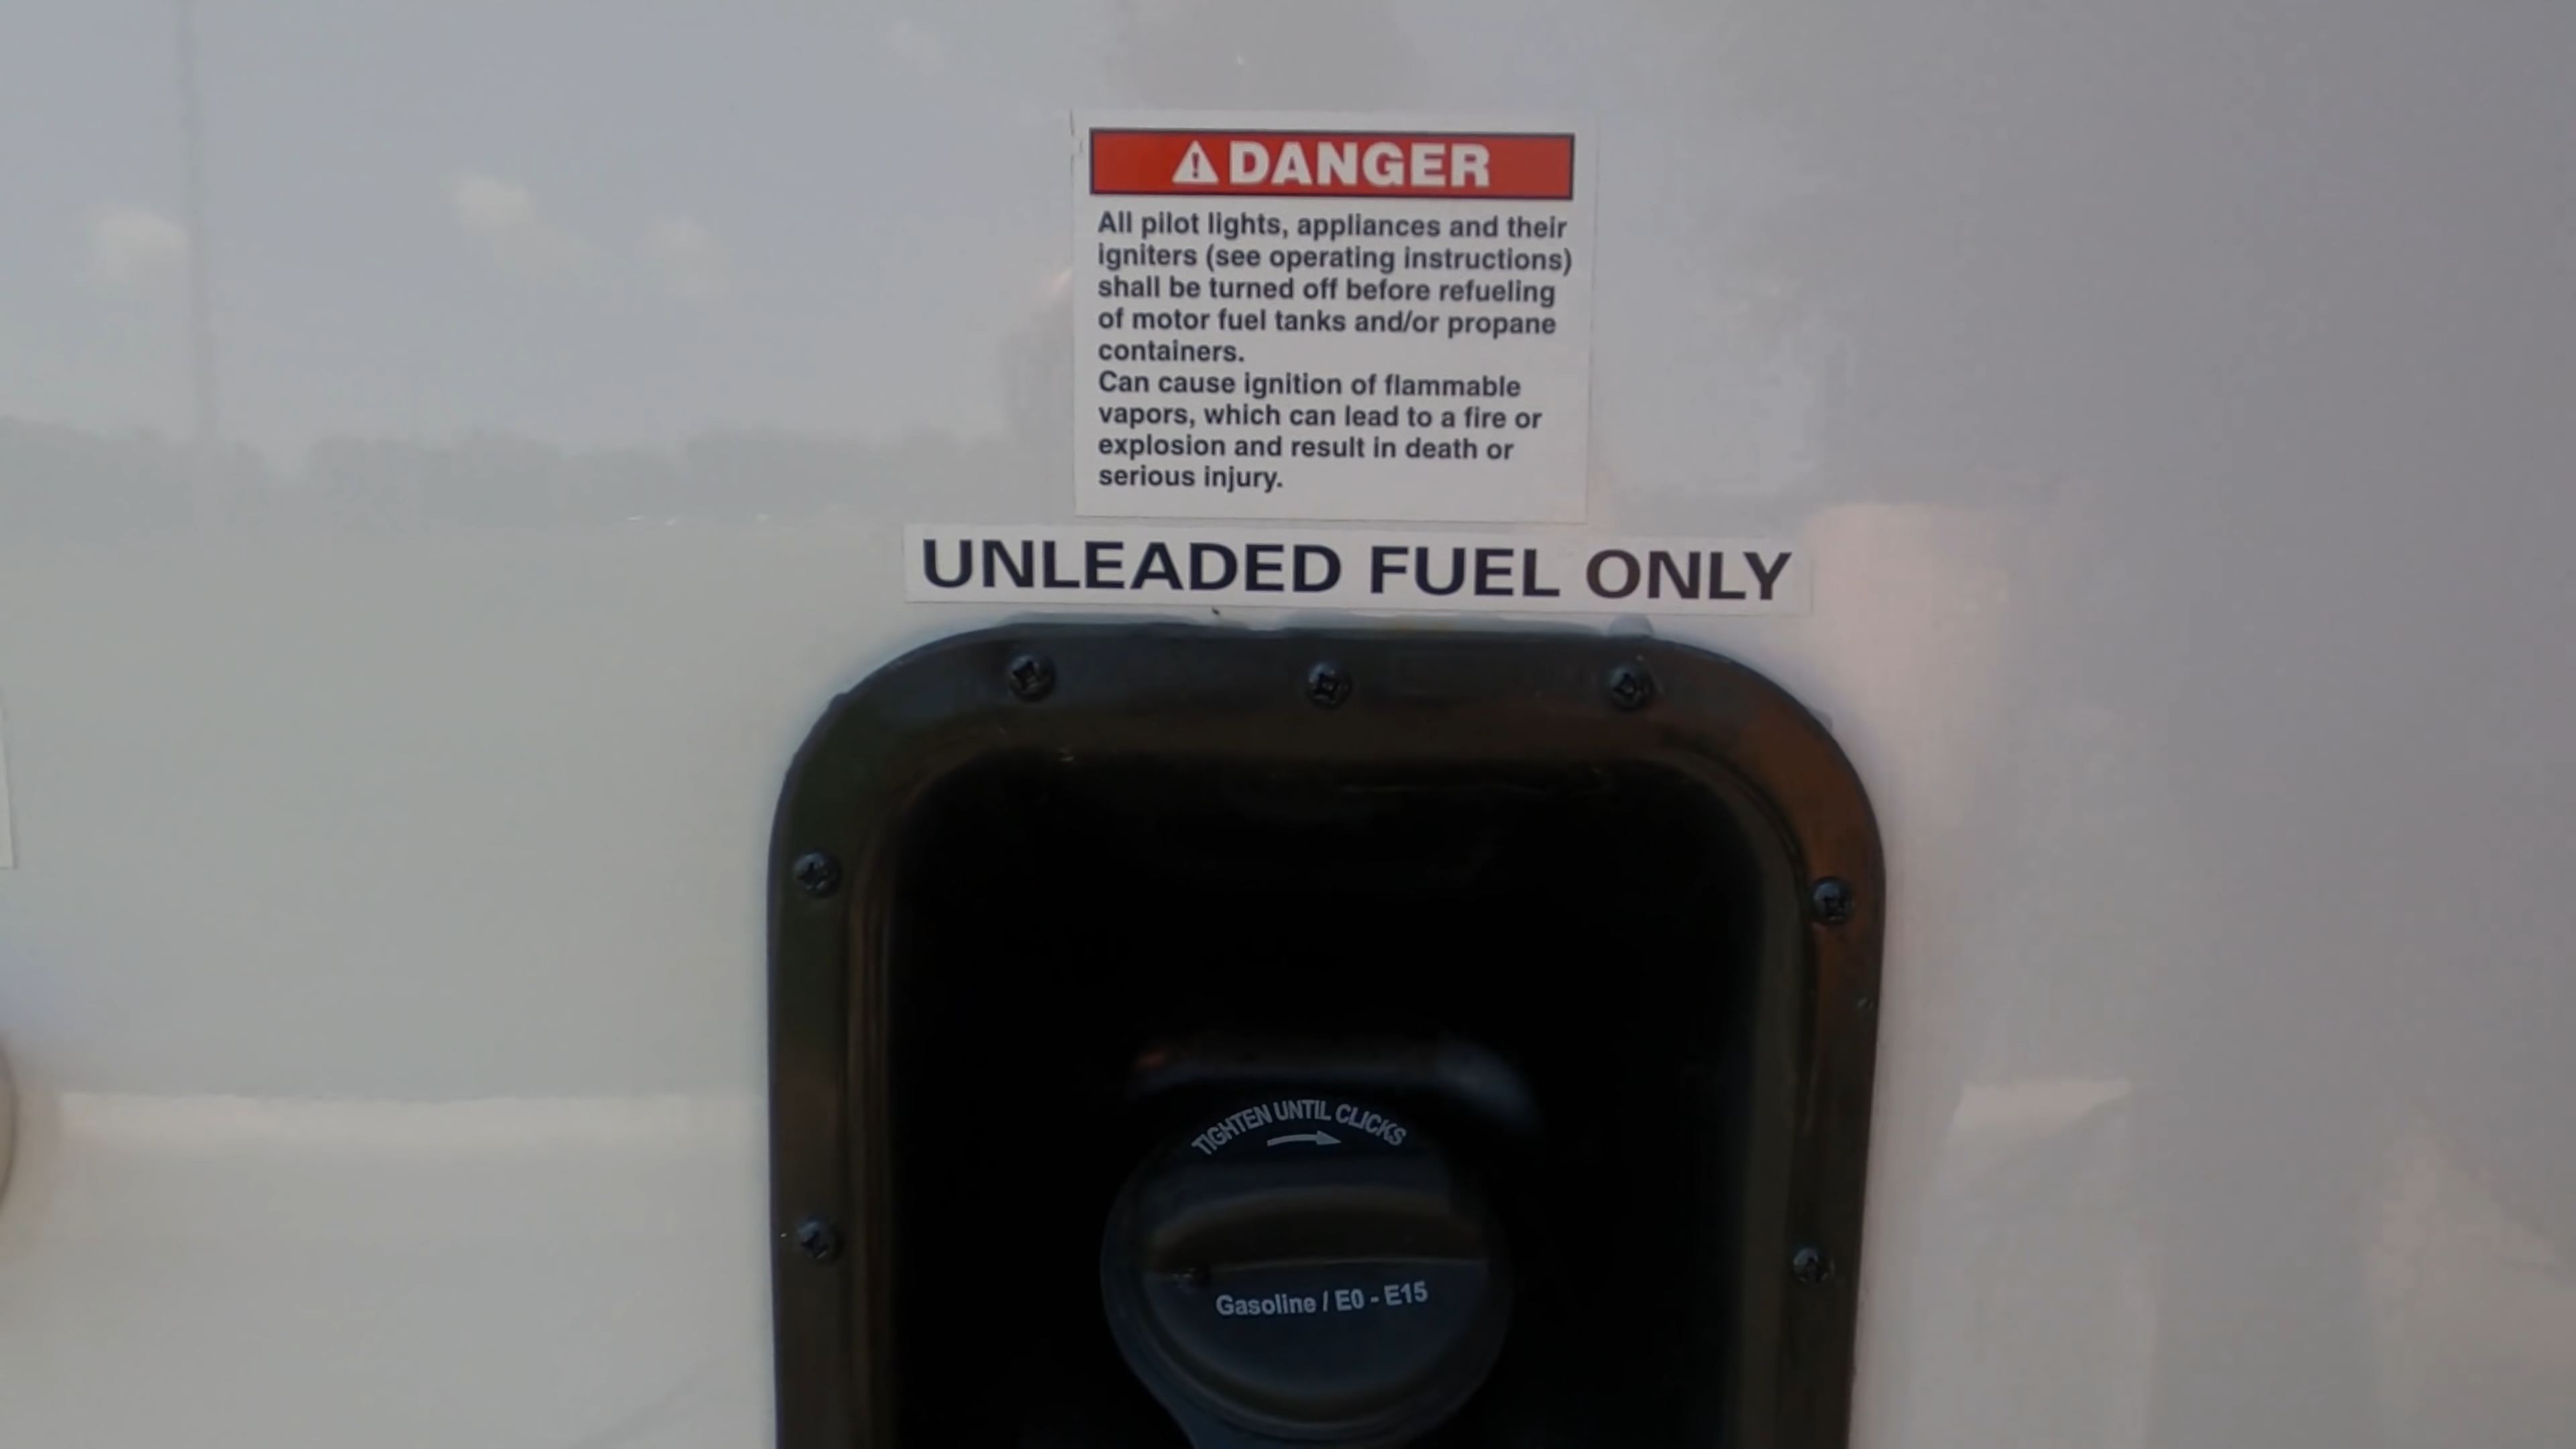 DANGER
All pilot lights, appliances and their
igniters (see operating instructions)
shall be turned off before refueling
of motor fuel tanks and/or propane
containers.
Can cause ignition of flammable
vapors, which can lead to a fire or
explosion and result in death or
serious injury.
UNLEADED FUEL ONLY
TIGHTEN UNTIL CLICKS
Gasoline / E0 - E15